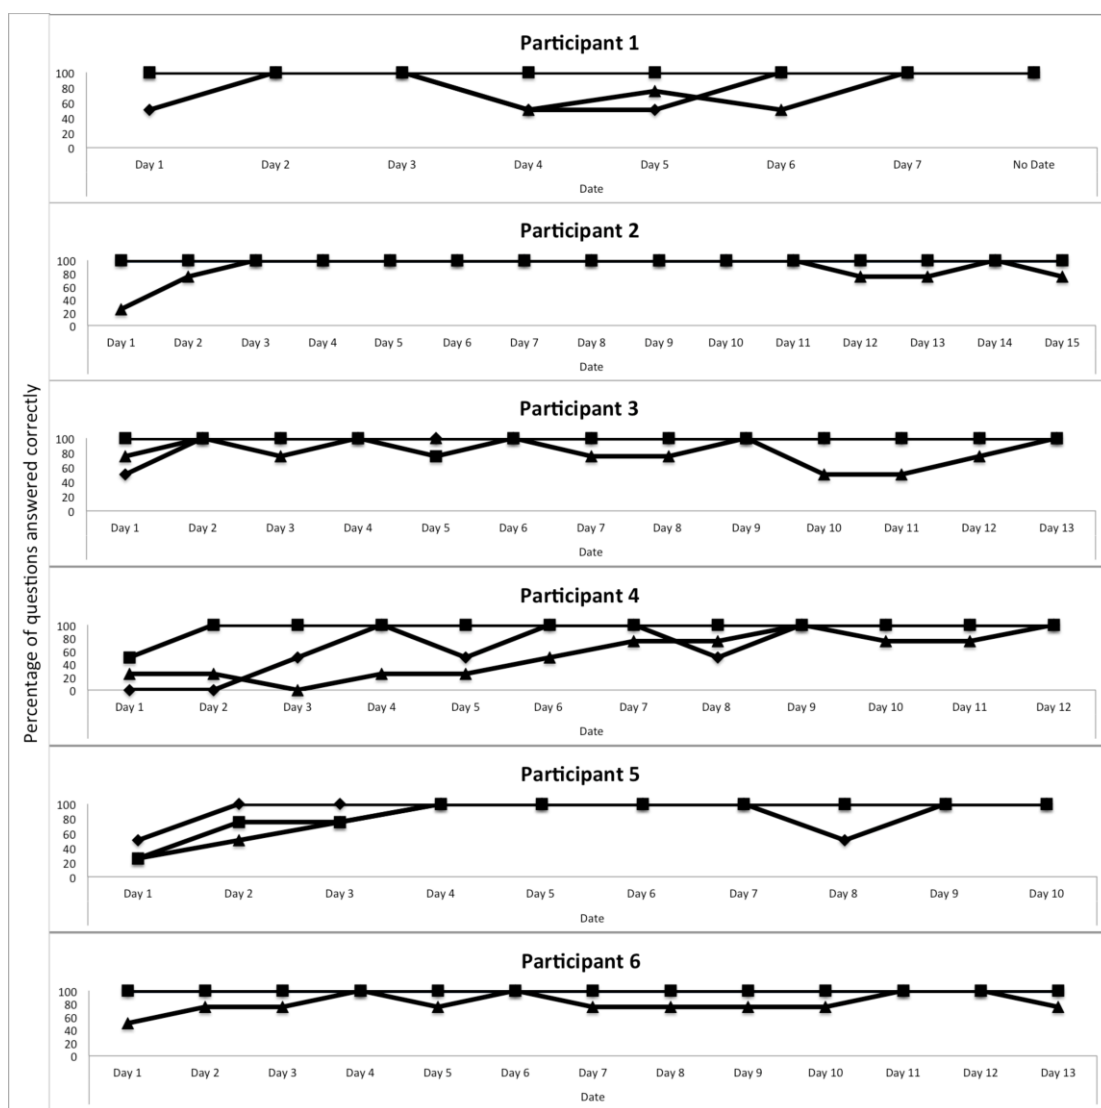 Percentage of questions answered correctly
Participant 1
100
80
60
40
20
0
Day 1 Day 2 Day 3 Day 4 Day 5 Day 6 Day 7 No Date
Date
Participant 2
100
80
60
40
20
0
Day 1 Day 2 Day 3 Day 4 Day 5 Day 6 Day 7 Day 8 Day 9 Day 10 Day 11 Day 12 Day 13 Day 14 Day 15
Date
Participant 3
100
80
60
40
20
0
Day 1 Day 2 Day 3 Day 4 Day 5 Day 6 Day 7 Day 8 Day 9 Day 10 Day 11 Day 12 Day 13
Date
Participant 4
100
80
60
40
20
0
Day 1 Day 2 Day 3 Day 4 Day 5 Day 6 Day 7 Day 8 Day 9 Day 10 Day 11 Day 12
Date
Participant 5
100
80
60
40
20
0
Day 1 Day 2 Day 3 Day 4 Day 5 Day 6 Day 7 Day 8 Day 9 Day 10
Date
Participant 6
100
80
60
40
20
0
Day 1 Day 2 Day 3 Day 4 Day 5 Day 6 Day 7 Day 8 Day 9 Day 10 Day 11 Day 12 Day 13
Date